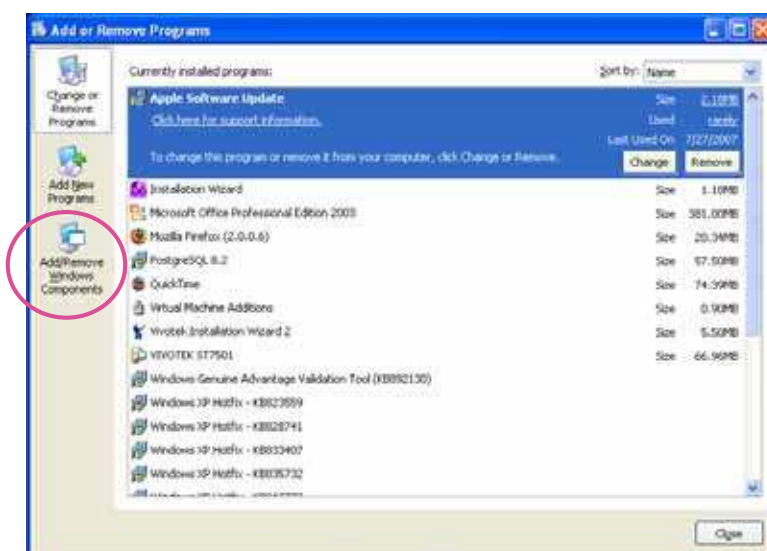 Add or Remove Programs
Currently installed programs:
Sort by: Name
Change or
Remove
Programs
Apple Software Update
Size 2.10MB
Click here for support information.
Used rarely
Last Used On 7/27/2007
To change this program or remove it from your computer, click Change or Remove.
Change
Remove
Add New
Programs
Installation Wizard Size 1.10MB
Microsoft Office Professional Edition 2003 Size 381.00MB
Mozilla Firefox (2.0.0.6) Size 20.34MB
Add/Remove
Windows
Components
PostgreSQL 8.2 Size 57.50MB
QuickTime Size 74.39MB
Virtual Machine Additions Size 0.90MB
Vivotek Installation Wizard 2 Size 5.50MB
VIVOTEK ST7501 Size 66.96MB
Windows Genuine Advantage Validation Tool (KB892130)
Windows XP Hotfix - KB823559
Windows XP Hotfix - KB828741
Windows XP Hotfix - KB833407
Windows XP Hotfix - KB835732
Close